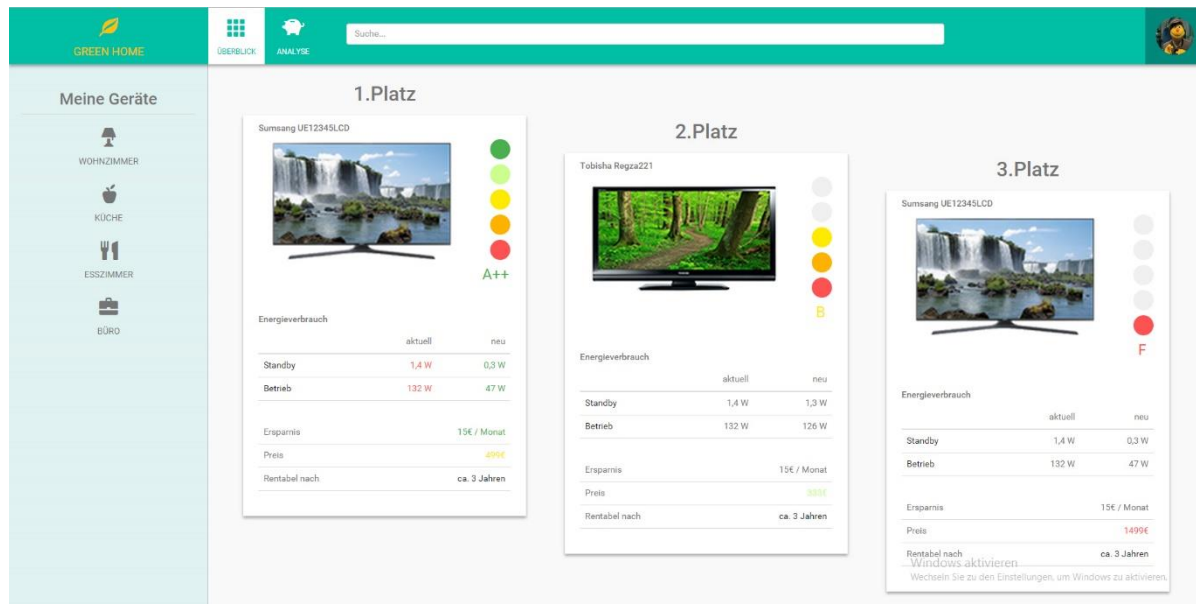 GREEN HOME
ÜBERBLICK
ANALYSE
Suche...
Meine Geräte
WOHNZIMMER
KÜCHE
ESSZIMMER
BÜRO
1.Platz
Sumsang UE12345LCD
A++
Energieverbrauch
aktuell neu
Standby 1,4 W 0,3 W
Betrieb 132 W 47 W
Ersparnis 15€ / Monat
Preis 499€
Rentabel nach ca. 3 Jahren
2.Platz
Tobisha Regza221
B
Energieverbrauch
aktuell neu
Standby 1,4 W 1,3 W
Betrieb 132 W 126 W
Ersparnis 15€ / Monat
Preis
Rentabel nach ca. 3 Jahren
3.Platz
Sumsang UE12345LCD
F
Energieverbrauch
aktuell neu
Standby 1,4 W 0,3 W
Betrieb 132 W 47 W
Ersparnis 15€ / Monat
Preis 1499€
Rentabel nach ca. 3 Jahren
Windows aktivieren
Wechseln Sie zu den Einstellungen, um Windows zu aktivieren.